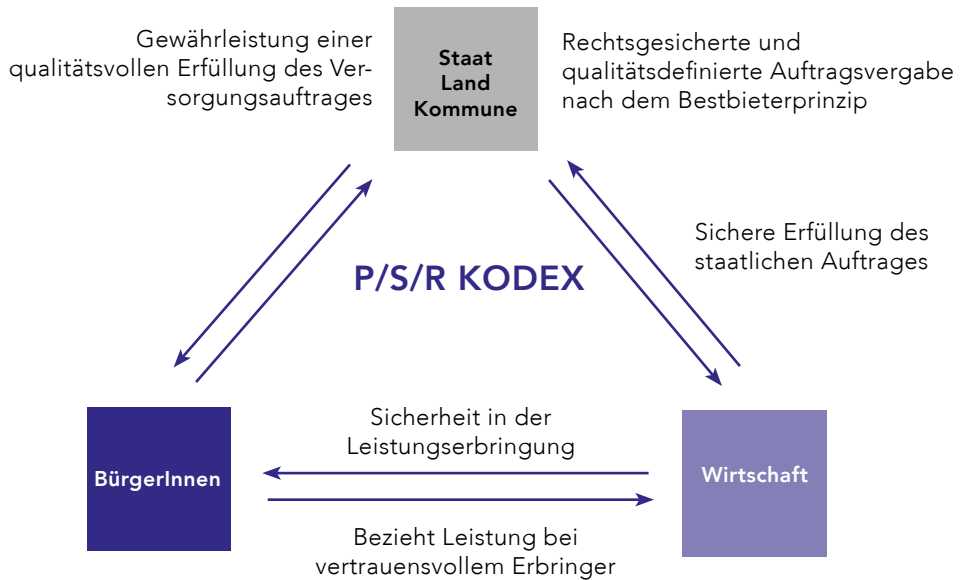 Gewährleistung einer
qualitätsvollen Erfüllung des Ver-
sorgungsauftrages
Staat
Land
Kommune
Rechtsgesicherte und
qualitätsdefinierte Auftragsvergabe
nach dem Bestbieterprinzip
Sichere Erfüllung des
staatlichen Auftrages
P/S/R KODEX
BürgerInnen
Sicherheit in der
Leistungserbringung
Wirtschaft
Bezieht Leistung bei
vertrauensvollem Erbringer